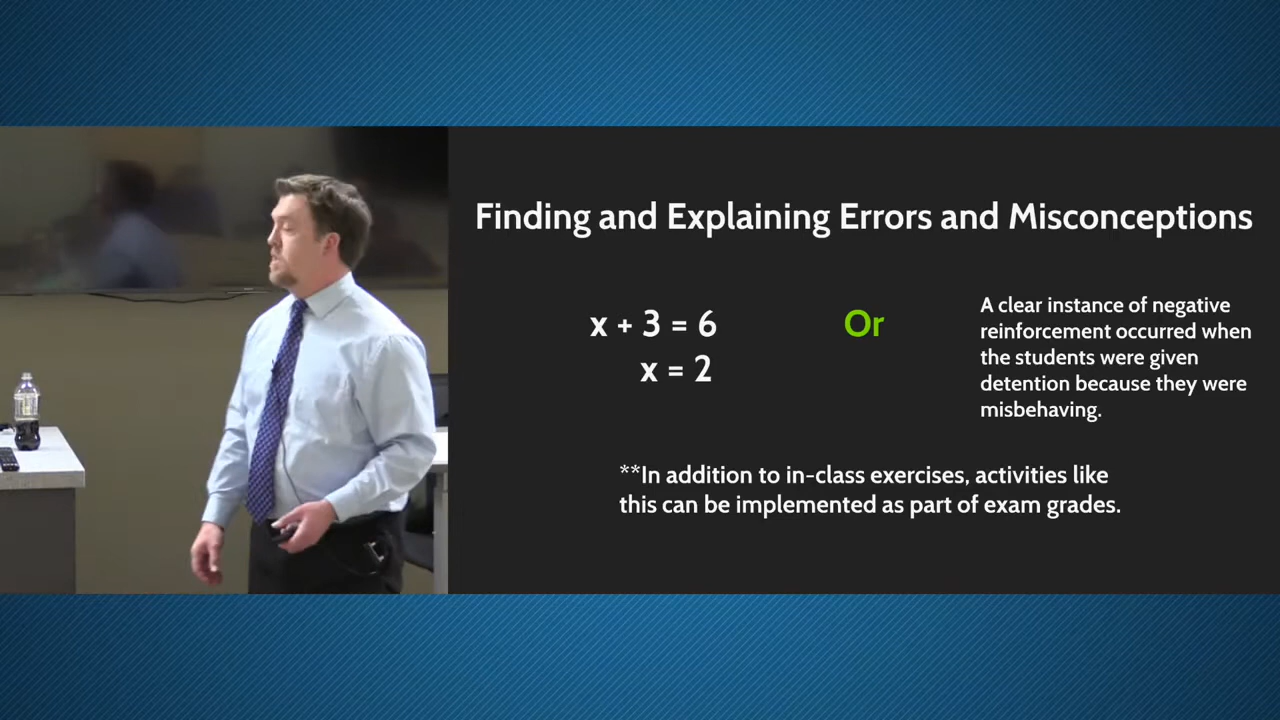 Finding and Explaining Errors and Misconceptions
x + 3 = 6
x = 2
Or
A clear instance of negative
reinforcement occurred when
the students were given
detention because they were
misbehaving.
**In addition to in-class exercises, activities like
this can be implemented as part of exam grades.